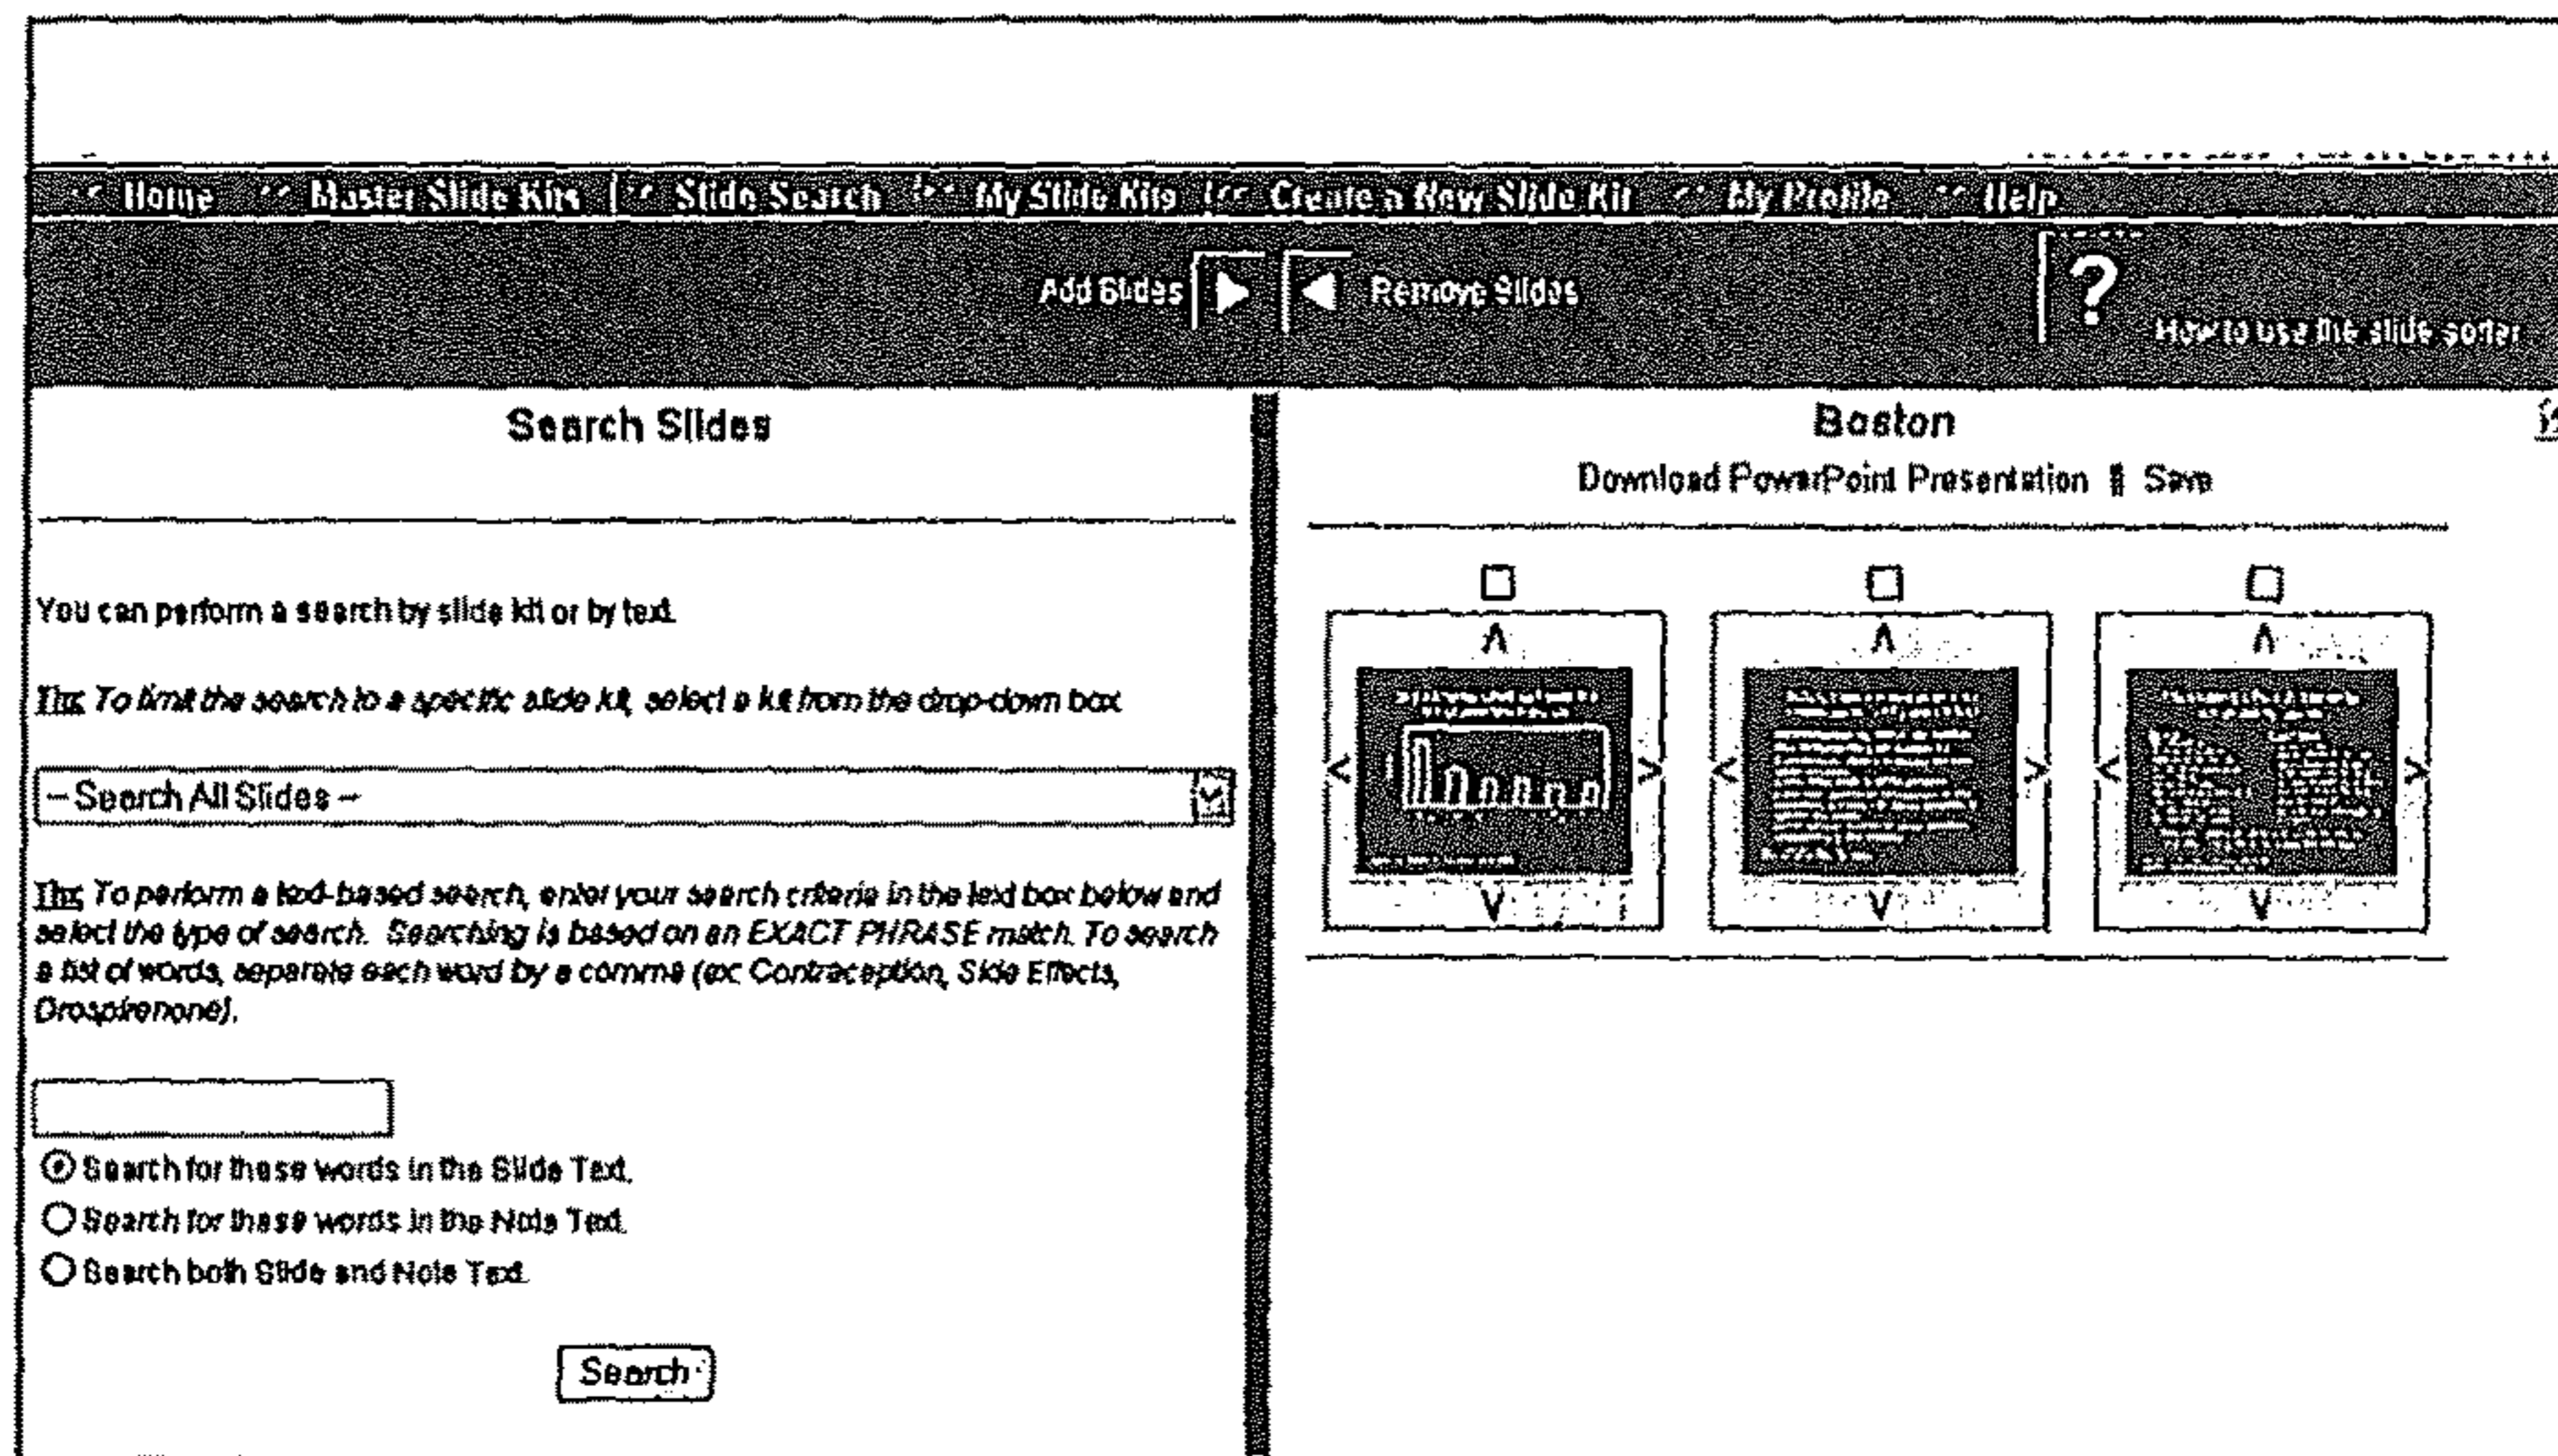 Home Master Slide Kits Slide Search My Slide Kits Create a New Slide Kit My Profile Help
Add Slides Remove Slides
?
How to use the slide sorter
Search Slides
You can perform a search by slide kit or by text.
Tip: To limit the search to a specific slide kit, select a kit from the drop-down box
-- Search All Slides --
Tip: To perform a text-based search, enter your search criteria in the text box below and
select the type of search. Searching is based on an EXACT PHRASE match. To search
a list of words, separate each word by a comma (ex: Contraception, Side Effects,
Drospirenone).
Search for these words in the Slide Text.
Search for these words in the Note Text.
Search both Slide and Note Text.
Search
Boston
Download PowerPoint Presentation Save